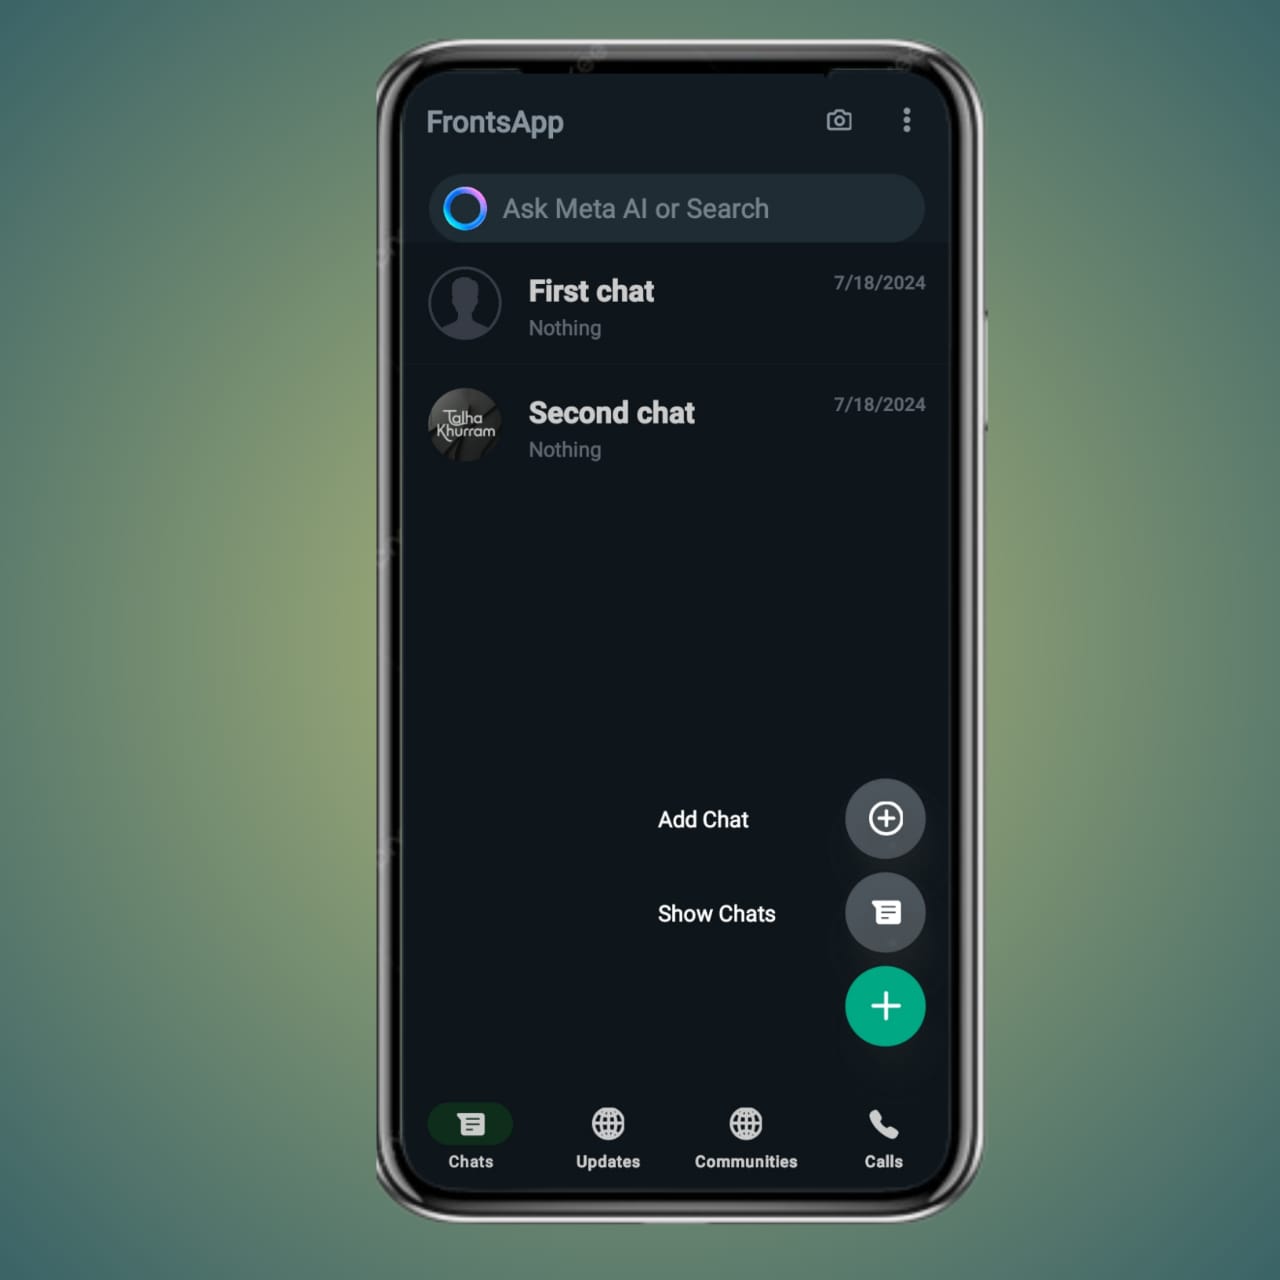 FrontsApp
Ask Meta AI or Search
First chat
7/18/2024
Nothing
Talha
Khurram
Second chat
7/18/2024
Nothing
Add Chat
Show Chats
Chats
Updates
Communities
Calls